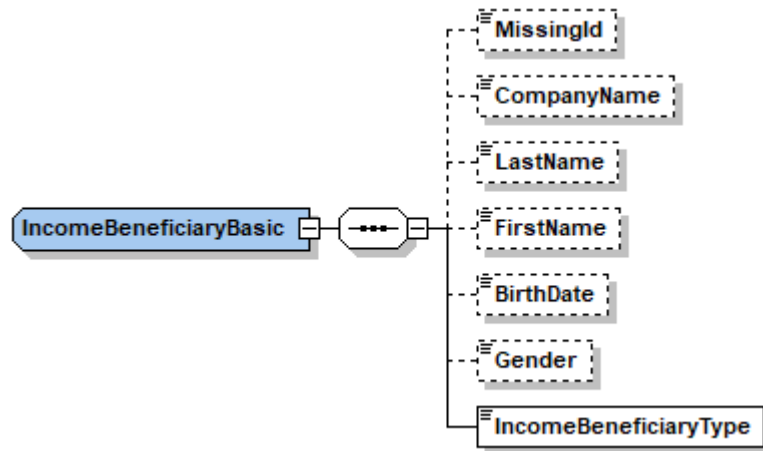 MissingId
CompanyName
LastName
IncomeBeneficiaryBasic
FirstName
BirthDate
Gender
IncomeBeneficiaryType